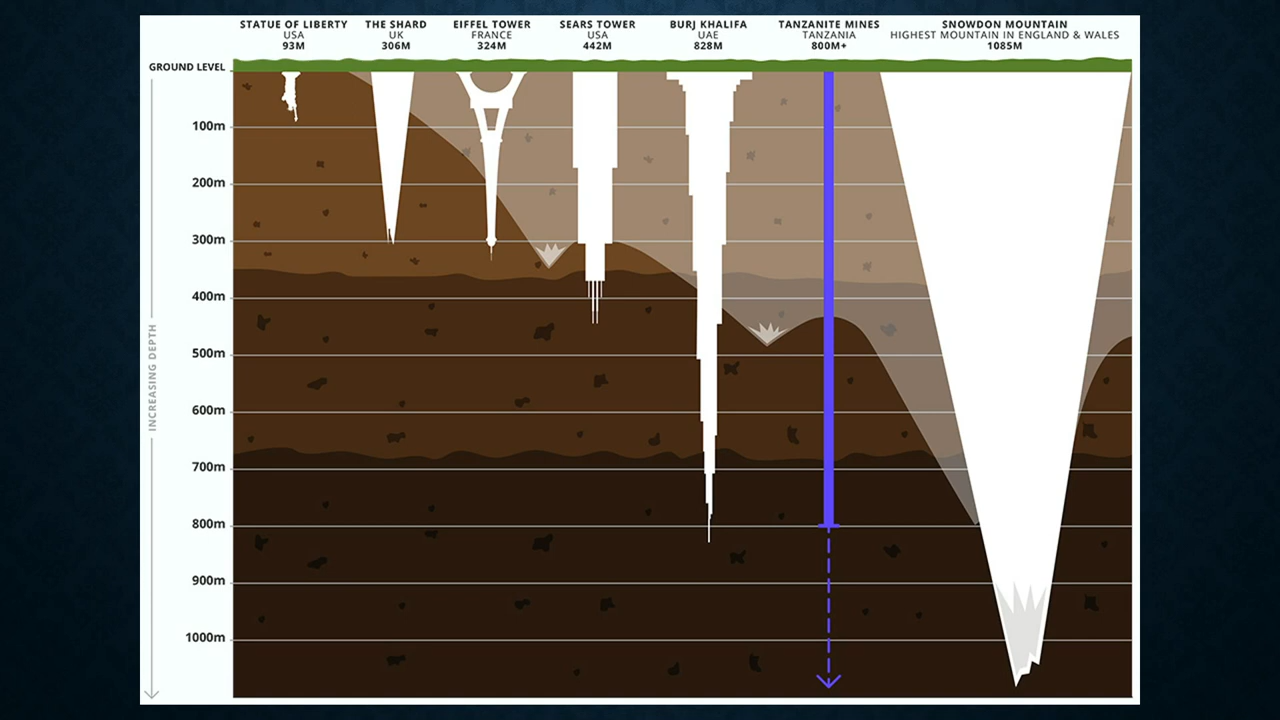 STATUE OF LIBERTY
USA
93M
THE SHARD
UK
306M
EIFFEL TOWER
FRANCE
324M
SEARS TOWER
USA
442M
BURJ KHALIFA
UAE
828M
TANZANITE MINES
TANZANIA
800M+
SNOWDON MOUNTAIN
HIGHEST MOUNTAIN IN ENGLAND & WALES
1085M
GROUND LEVEL
100m
200m
300m
400m
500m
600m
700m
800m
900m
1000m
INCREASING DEPTH